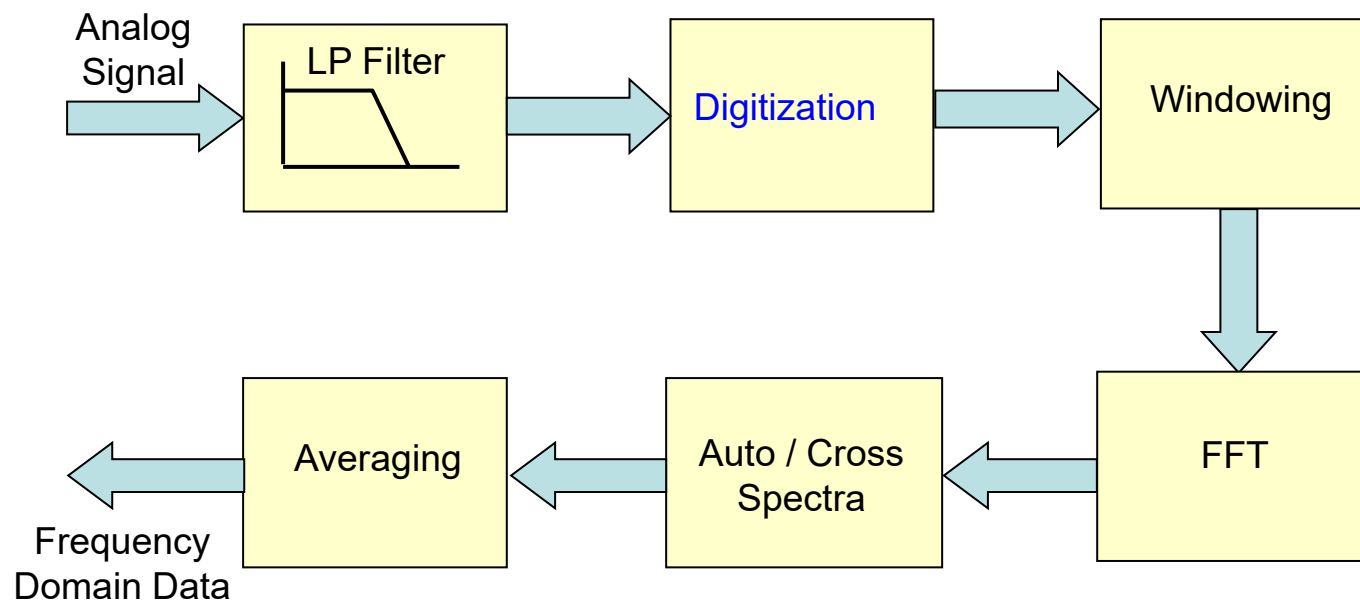 Analog
Signal
LP Filter
Digitization
Windowing
FFT
Auto / Cross
Spectra
Averaging
Frequency
Domain Data